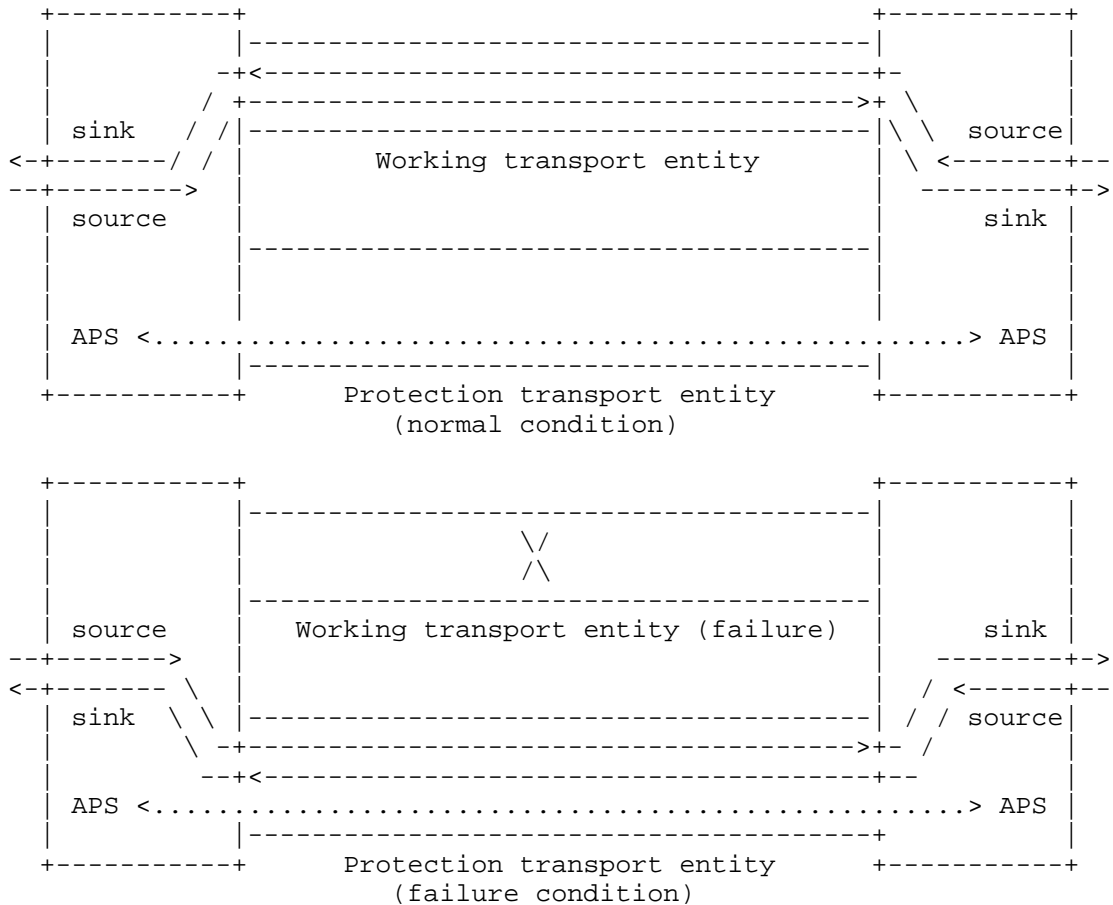 sink source
Working transport entity
source sink
APS <...................................................> APS
Protection transport entity
(normal condition)
source Working transport entity (failure) sink
sink source
APS <...................................................> APS
Protection transport entity
(failure condition)